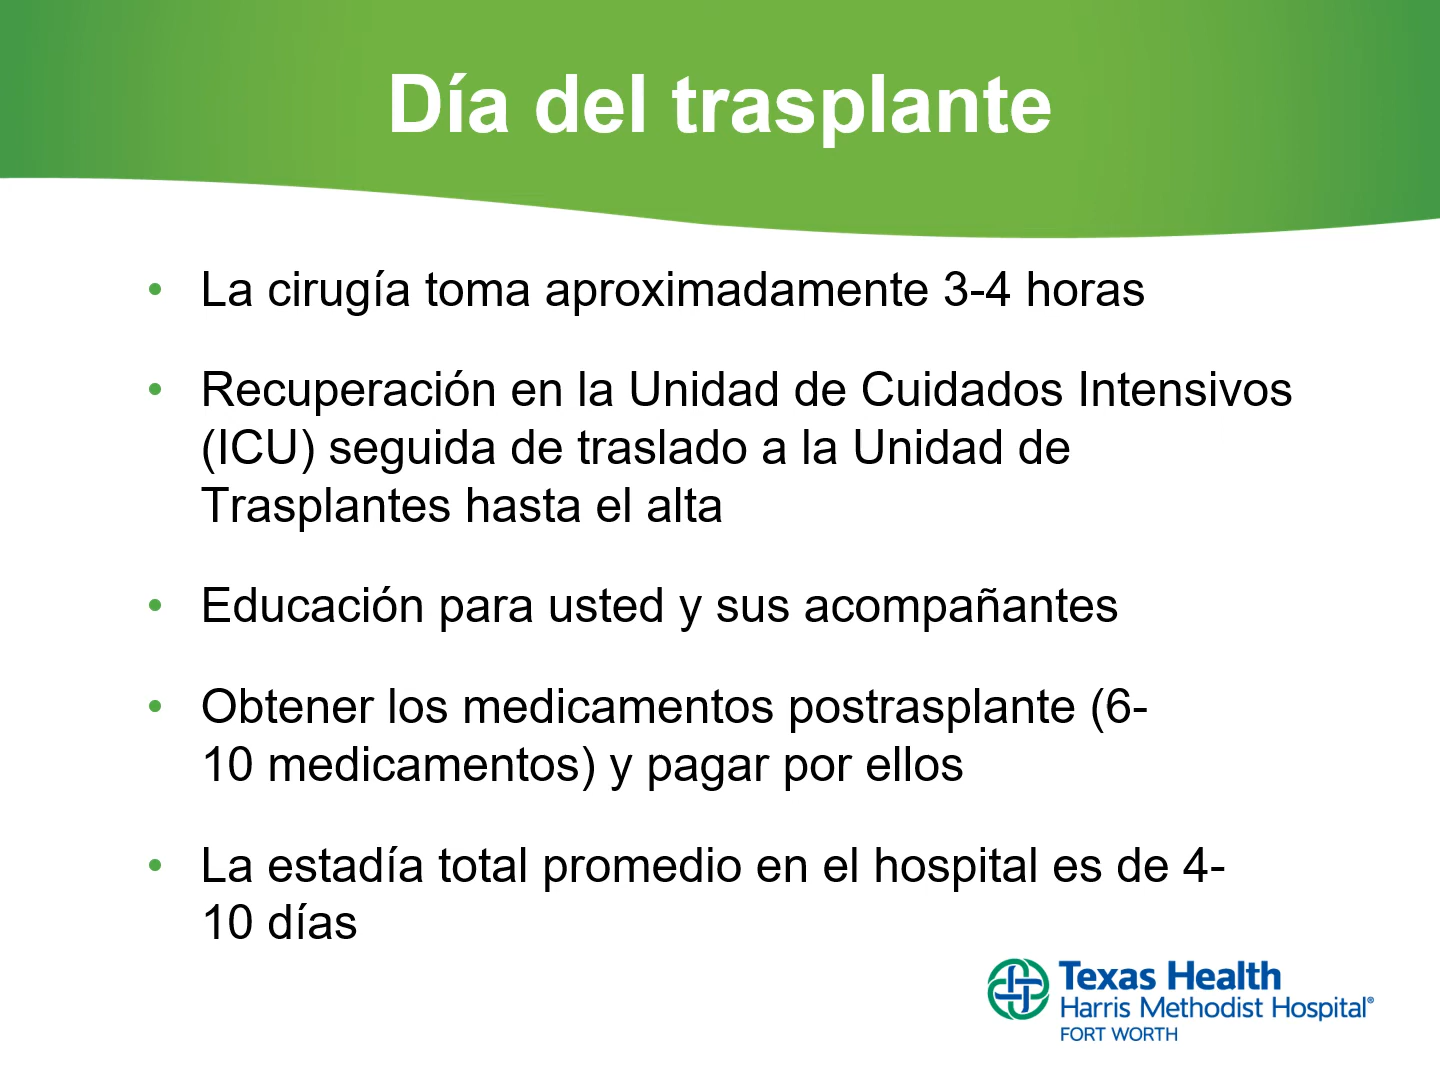 Día del trasplante
• La cirugía toma aproximadamente 3-4 horas
• Recuperación en la Unidad de Cuidados Intensivos
(ICU) seguida de traslado a la Unidad de
Trasplantes hasta el alta
• Educación para usted y sus acompañantes
• Obtener los medicamentos postrasplante (6-
10 medicamentos) y pagar por ellos
• La estadía total promedio en el hospital es de 4-
10 días
Texas Health
Harris Methodist Hospital®
FORT WORTH